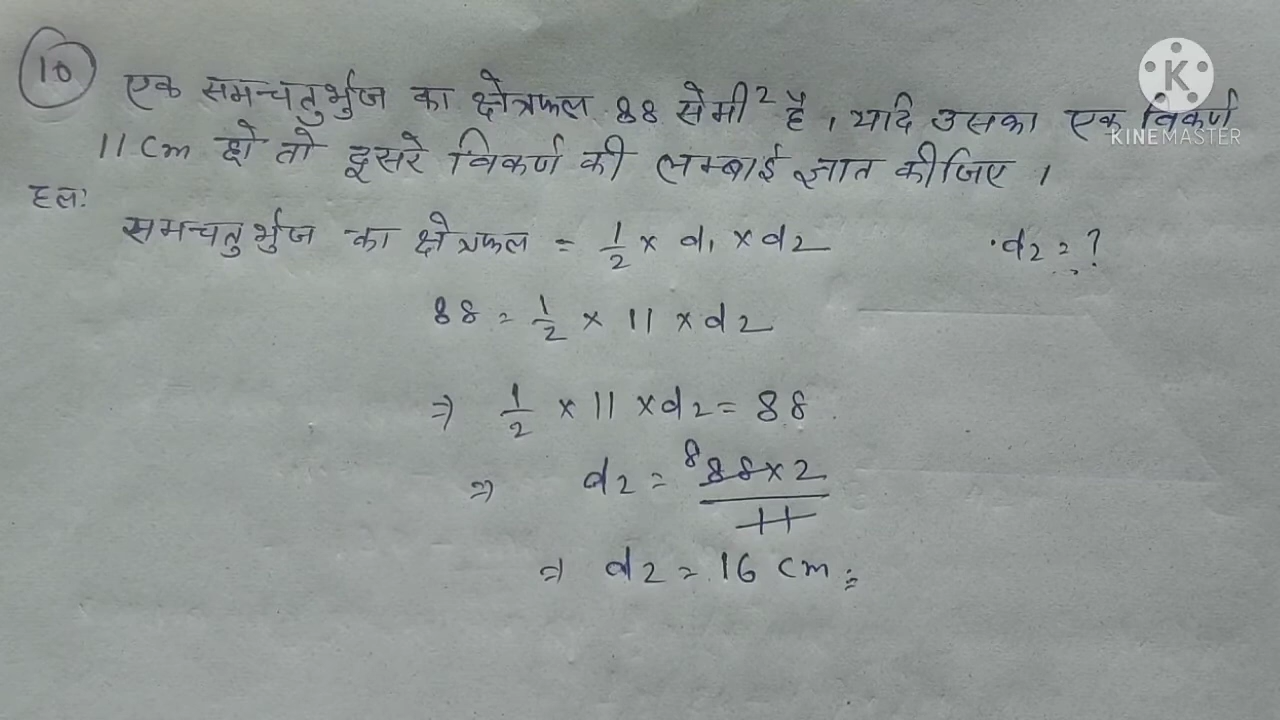 10 एक समचतुर्भुज का क्षेत्रफल 88 सेमी² है, यदि उसका एक विकर्ण
11 cm हो तो दूसरे विकर्ण की लम्बाई ज्ञात कीजिए ।
हल:
समचतुर्भुज का क्षेत्रफल = 1/2 × d1 × d2 d2 = ?
88 = 1/2 × 11 × d2
⇒ 1/2 × 11 × d2 = 88
⇒ d2 = 8 88 × 2 / 11
⇒ d2 = 16 cm
K
KINEMASTER